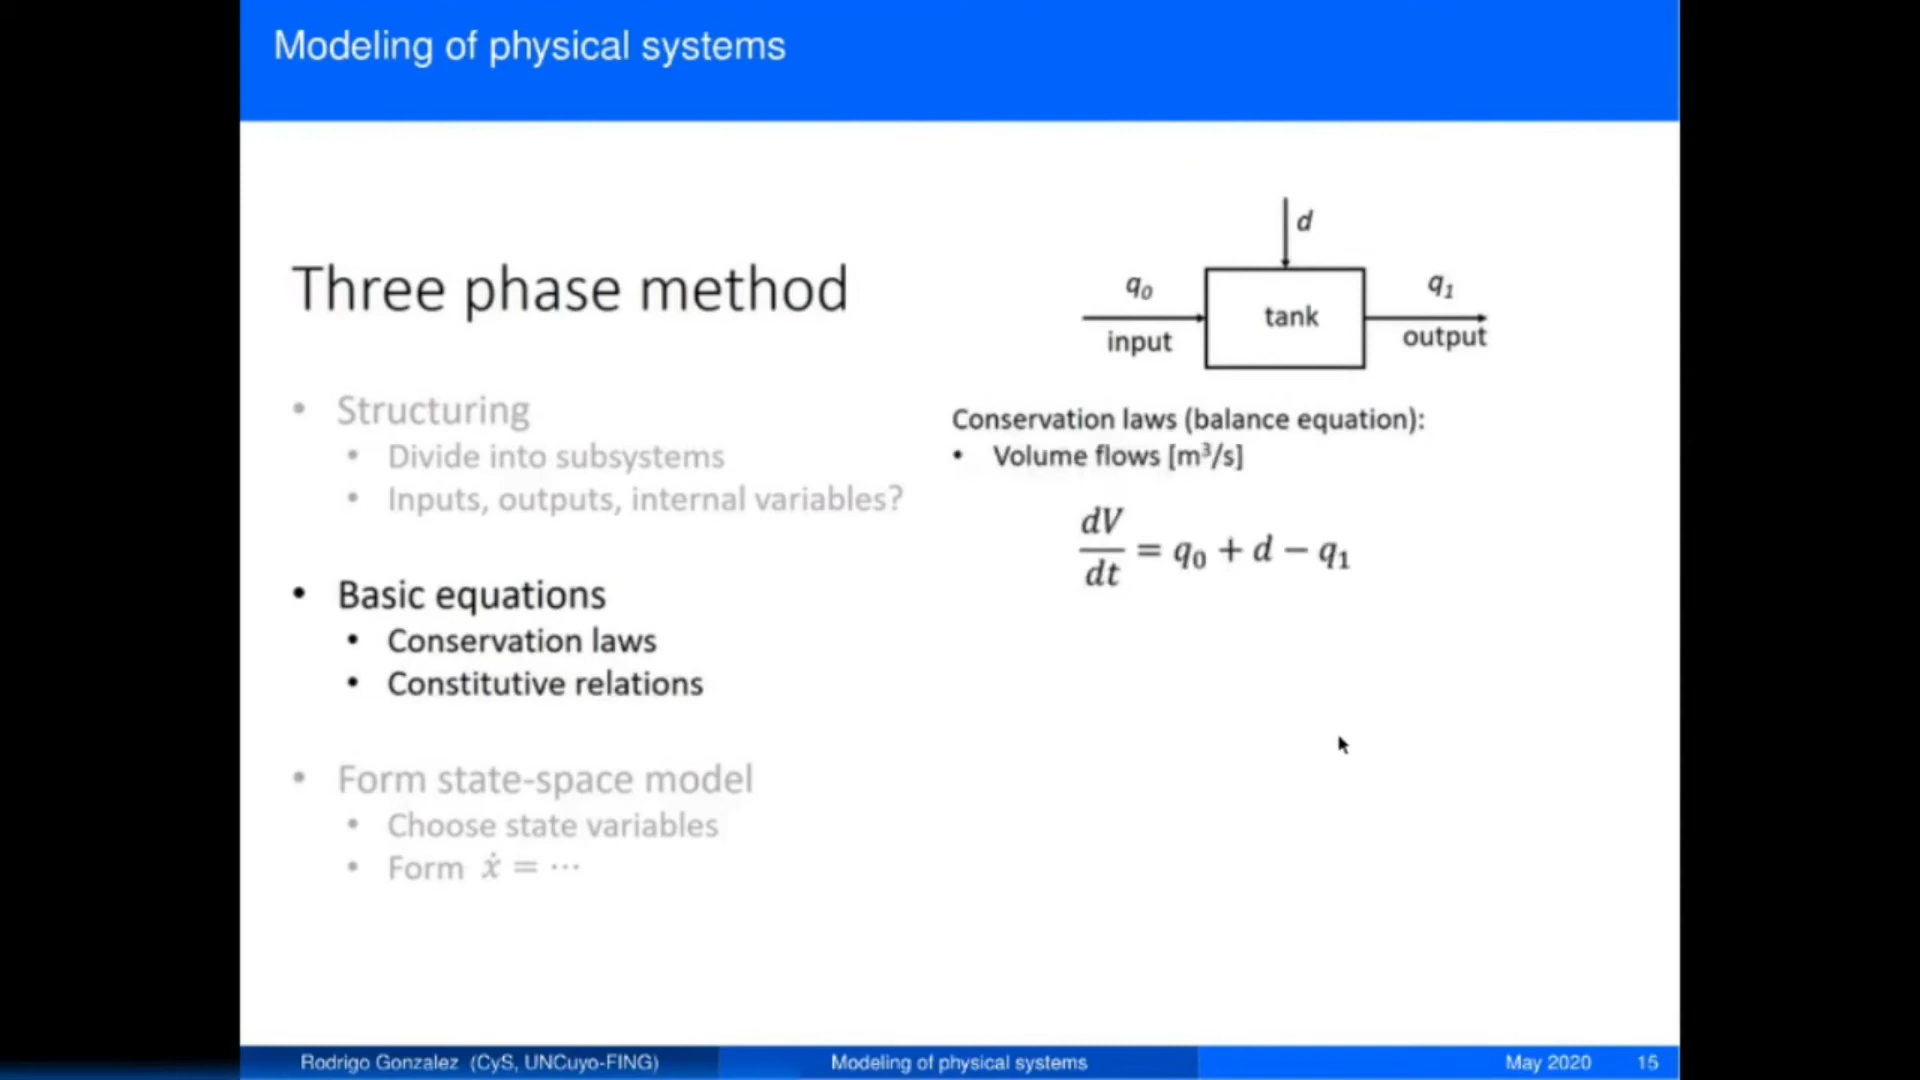 Modeling of physical systems
Three phase method
• Structuring
• Divide into subsystems
• Inputs, outputs, internal variables?
• Basic equations
• Conservation laws
• Constitutive relations
• Form state-space model
• Choose state variables
• Form ẋ = ⋯
d
q₀
input
tank
q₁
output
Conservation laws (balance equation):
• Volume flows [m³/s]
dV/dt = q₀ + d − q₁
Rodrigo Gonzalez (CyS, UNCuyo-FING)
Modeling of physical systems
May 2020 15